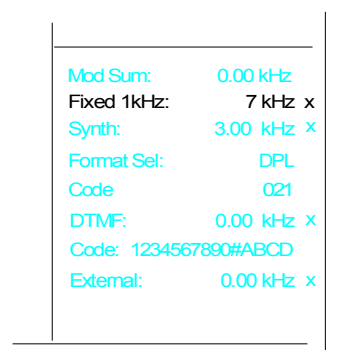 Mod Sum: 0.00 kHz
Fixed 1kHz: 7 kHz x
Synth: 3.00 kHz x
Format Sel: DPL
Code 021
DTMF: 0.00 kHz x
Code: 1234567890#ABCD
External: 0.00 kHz x